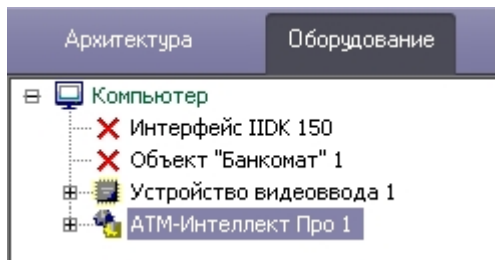 Архитектура Оборудование
Компьютер
Интерфейс IIDK 150
Объект "Банкомат" 1
Устройство видеоввода 1
АТМ-Интеллект Про 1